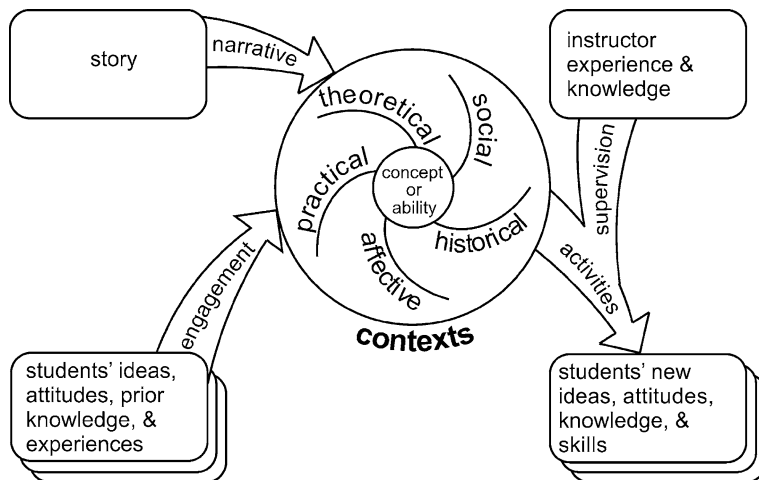 story
narrative
instructor
experience &
knowledge
theoretical
social
practical
concept
or
ability
historical
affective
contexts
supervision
activities
engagement
students’ ideas,
attitudes, prior
knowledge, &
experiences
students’ new
ideas, attitudes,
knowledge, &
skills